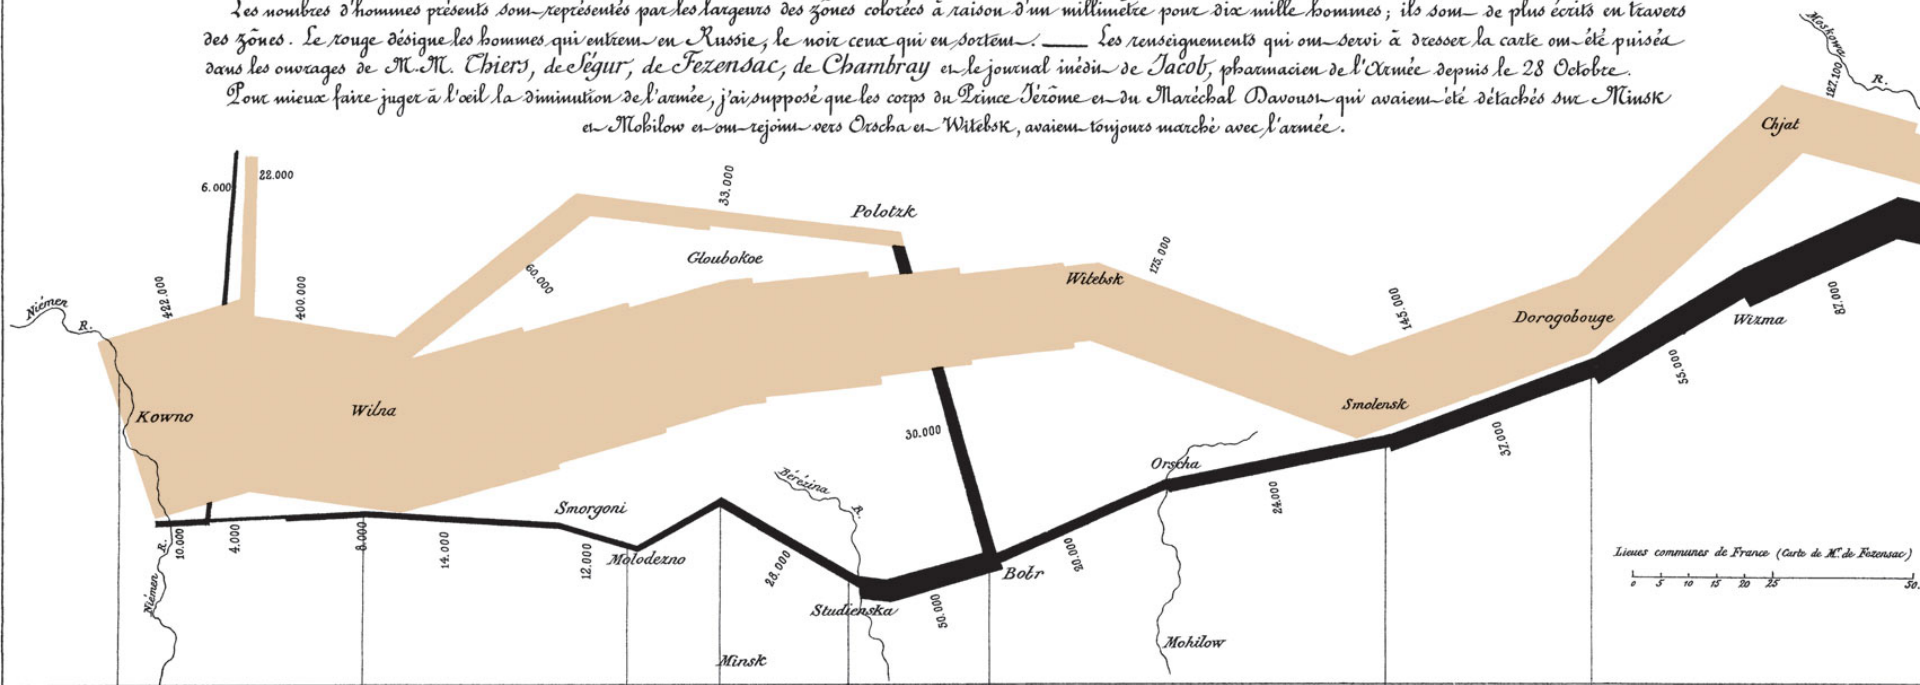 Les nombres d'hommes présents sont représentés par les largeurs des zônes colorées à raison d'un millimètre pour dix mille hommes; ils sont de plus écrits en travers
des zônes. Le rouge désigne les hommes qui entrent en Russie, le noir ceux qui en sortent. — Les renseignements qui ont servi à dresser la carte ont été puisés
dans les ouvrages de M.M. Thiers, de Ségur, de Fezensac, de Chambray et le journal inédit de Jacob, pharmacien de l'Armée depuis le 28 Octobre.
Pour mieux faire juger à l'œil la diminution de l'armée, j'ai supposé que les corps du Prince Jérôme et du Maréchal Davoust qui avaient été détachés sur Minsk
et Mohilow et ont rejoint vers Orscha et Witebsk, avaient toujours marché avec l'armée.
Moskowa
R.
127.100
Chjat
6.000
22.000
33.000
Polotzk
Gloubokoe
60.000
175.000
Witebsk
Niémen
R.
422.000
400.000
145.000
Dorogobouge
87.000
Wizma
55.000
Kowno
Wilna
Smolensk
30.000
37.000
Orscha
Bérézina
R.
24.000
Smorgoni
10.000
4.000
8.000
14.000
12.000
Molodezno
28.000
20.000
Botr
R.
Niémen
Studienska
50.000
Lieues communes de France (Carte de Mr. de Fezensac)
0 5 10 15 20 25 50.
Mohilow
Minsk